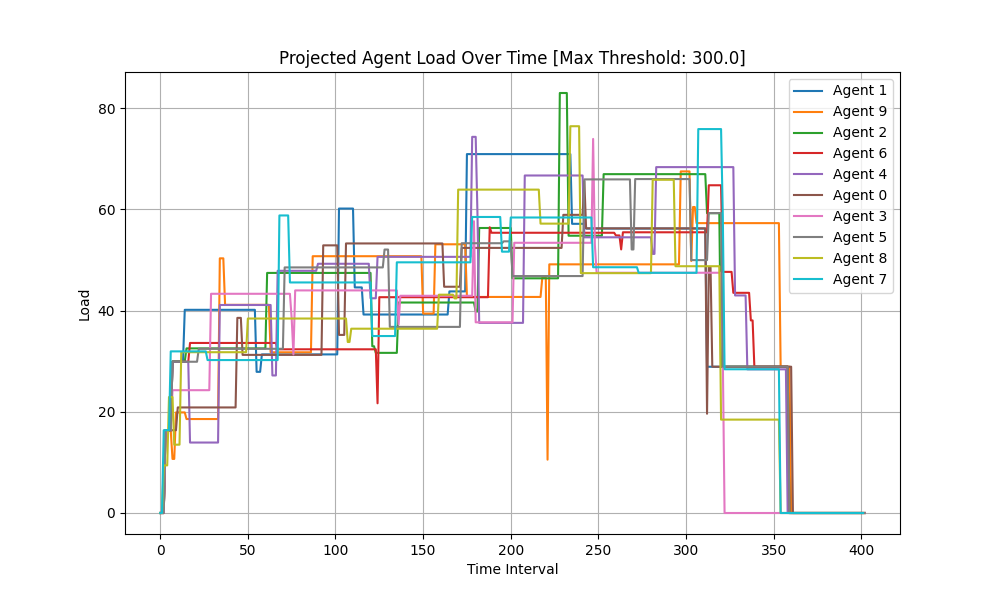 Projected Agent Load Over Time [Max Threshold: 300.0]
Load
80
60
40
20
0
0 50 100 150 200 250 300 350 400
Time Interval
Agent 1
Agent 9
Agent 2
Agent 6
Agent 4
Agent 0
Agent 3
Agent 5
Agent 8
Agent 7